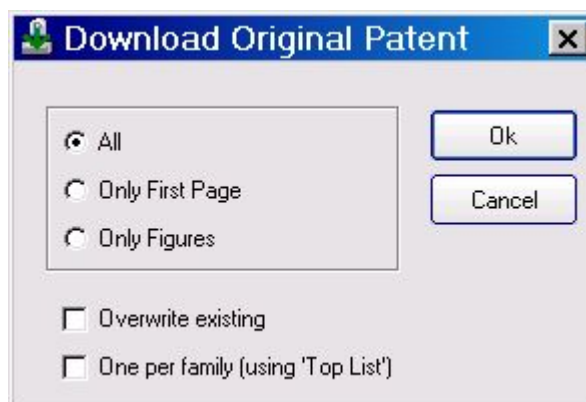 Download Original Patent
All
Only First Page
Only Figures
Ok
Cancel
Overwrite existing
One per family (using 'Top List')